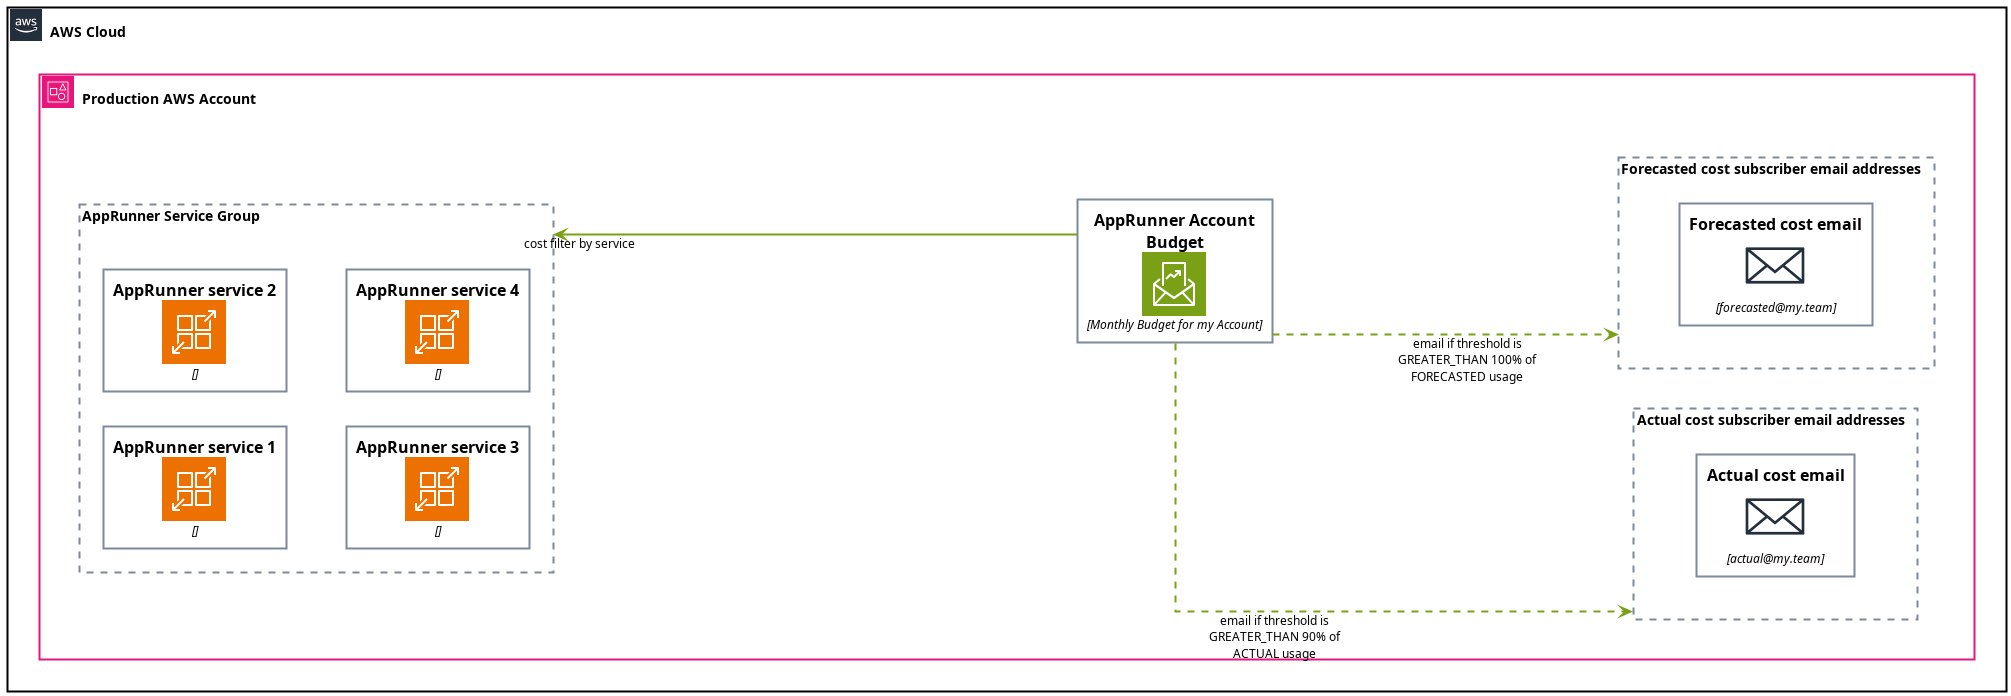 aws
AWS Cloud
Production AWS Account
AppRunner Service Group
AppRunner service 2
[]
AppRunner service 4
[]
AppRunner service 1
[]
AppRunner service 3
[]
cost filter by service
AppRunner Account
Budget
[Monthly Budget for my Account]
email if threshold is
GREATER_THAN 100% of
FORECASTED usage
email if threshold is
GREATER_THAN 90% of
ACTUAL usage
Forecasted cost subscriber email addresses
Forecasted cost email
[forecasted@my.team]
Actual cost subscriber email addresses
Actual cost email
[actual@my.team]